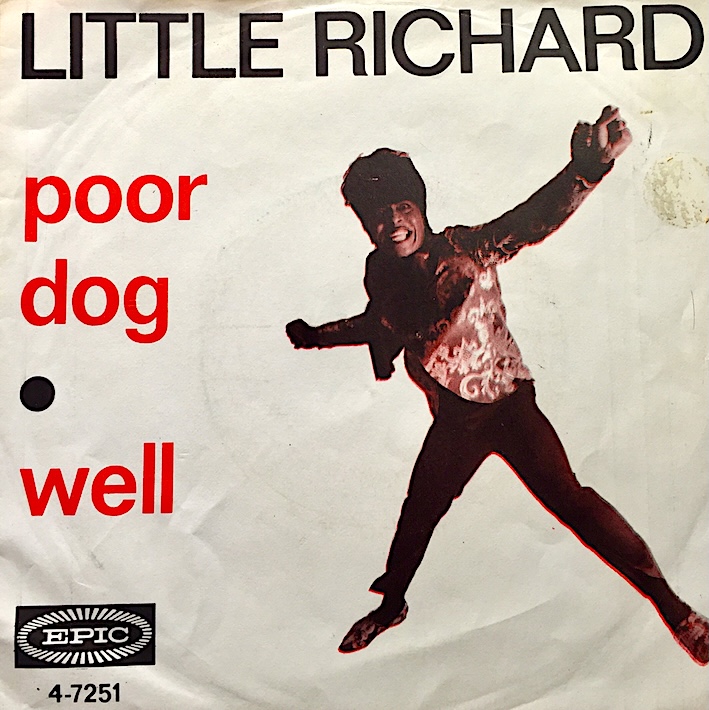 LITTLE RICHARD
poor
dog
•
well
EPIC
4-7251